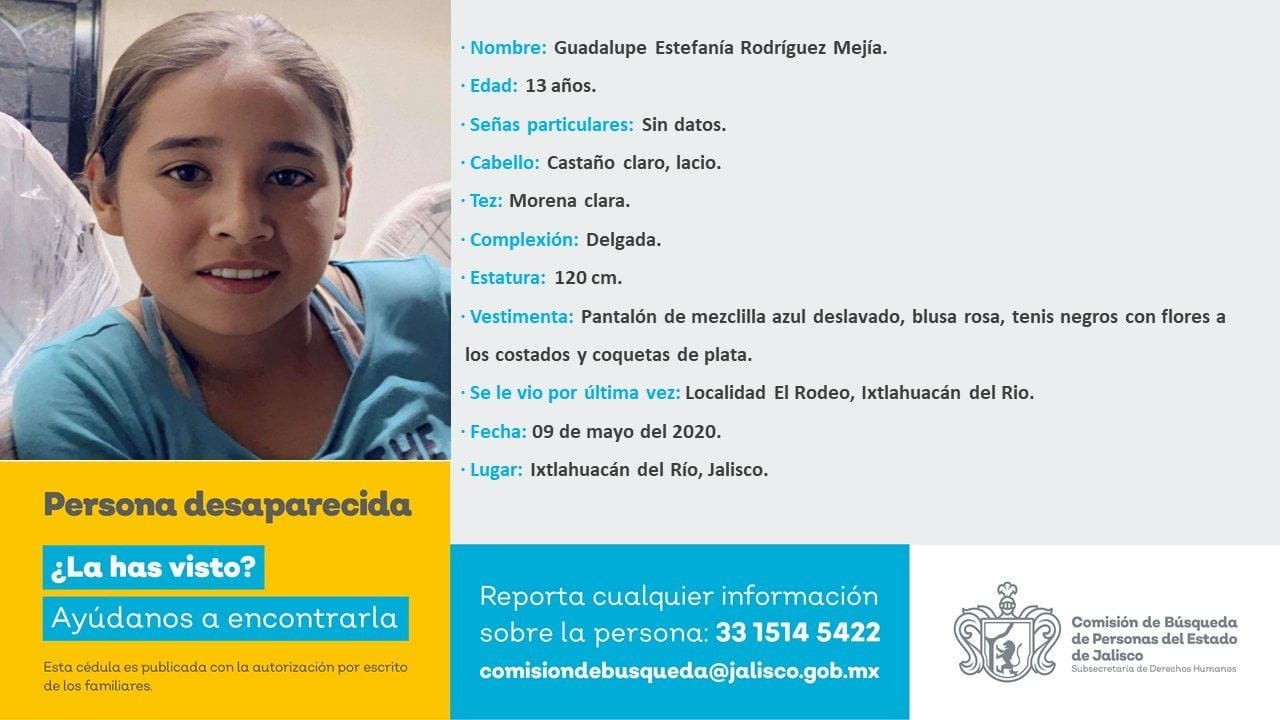 · Nombre: Guadalupe Estefanía Rodríguez Mejía.
· Edad: 13 años.
· Señas particulares: Sin datos.
· Cabello: Castaño claro, lacio.
· Tez: Morena clara.
· Complexión: Delgada.
· Estatura: 120 cm.
· Vestimenta: Pantalón de mezclilla azul deslavado, blusa rosa, tenis negros con flores a
los costados y coquetas de plata.
· Se le vio por última vez: Localidad El Rodeo, Ixtlahuacán del Rio.
· Fecha: 09 de mayo del 2020.
· Lugar: Ixtlahuacán del Río, Jalisco.
Persona desaparecida
¿La has visto?
Ayúdanos a encontrarla
Esta cédula es publicada con la autorización por escrito
de los familiares.
Reporta cualquier información
sobre la persona: 33 1514 5422
comisiondebusqueda@jalisco.gob.mx
Comisión de Búsqueda
de Personas del Estado
de Jalisco
Subsecretaría de Derechos Humanos